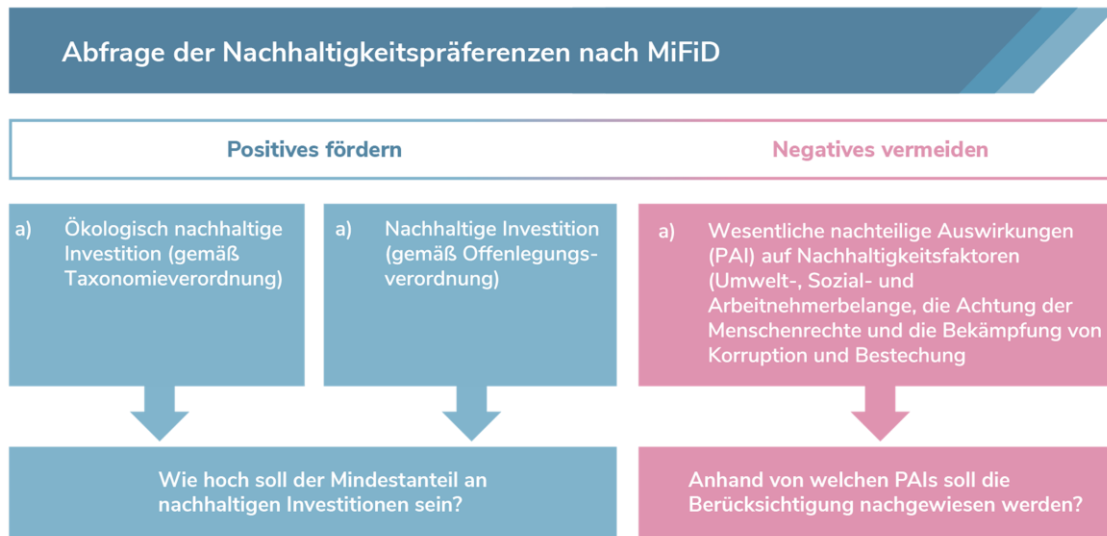 Abfrage der Nachhaltigkeitspräferenzen nach MiFiD
Positives fördern
Negatives vermeiden
a) Ökologisch nachhaltige
Investition (gemäß
Taxonomieverordnung)
a) Nachhaltige Investition
(gemäß Offenlegungs-
verordnung)
a) Wesentliche nachteilige Auswirkungen
(PAI) auf Nachhaltigkeitsfaktoren
(Umwelt-, Sozial- und
Arbeitnehmerbelange, die Achtung der
Menschenrechte und die Bekämpfung von
Korruption und Bestechung
Wie hoch soll der Mindestanteil an
nachhaltigen Investitionen sein?
Anhand von welchen PAIs soll die
Berücksichtigung nachgewiesen werden?